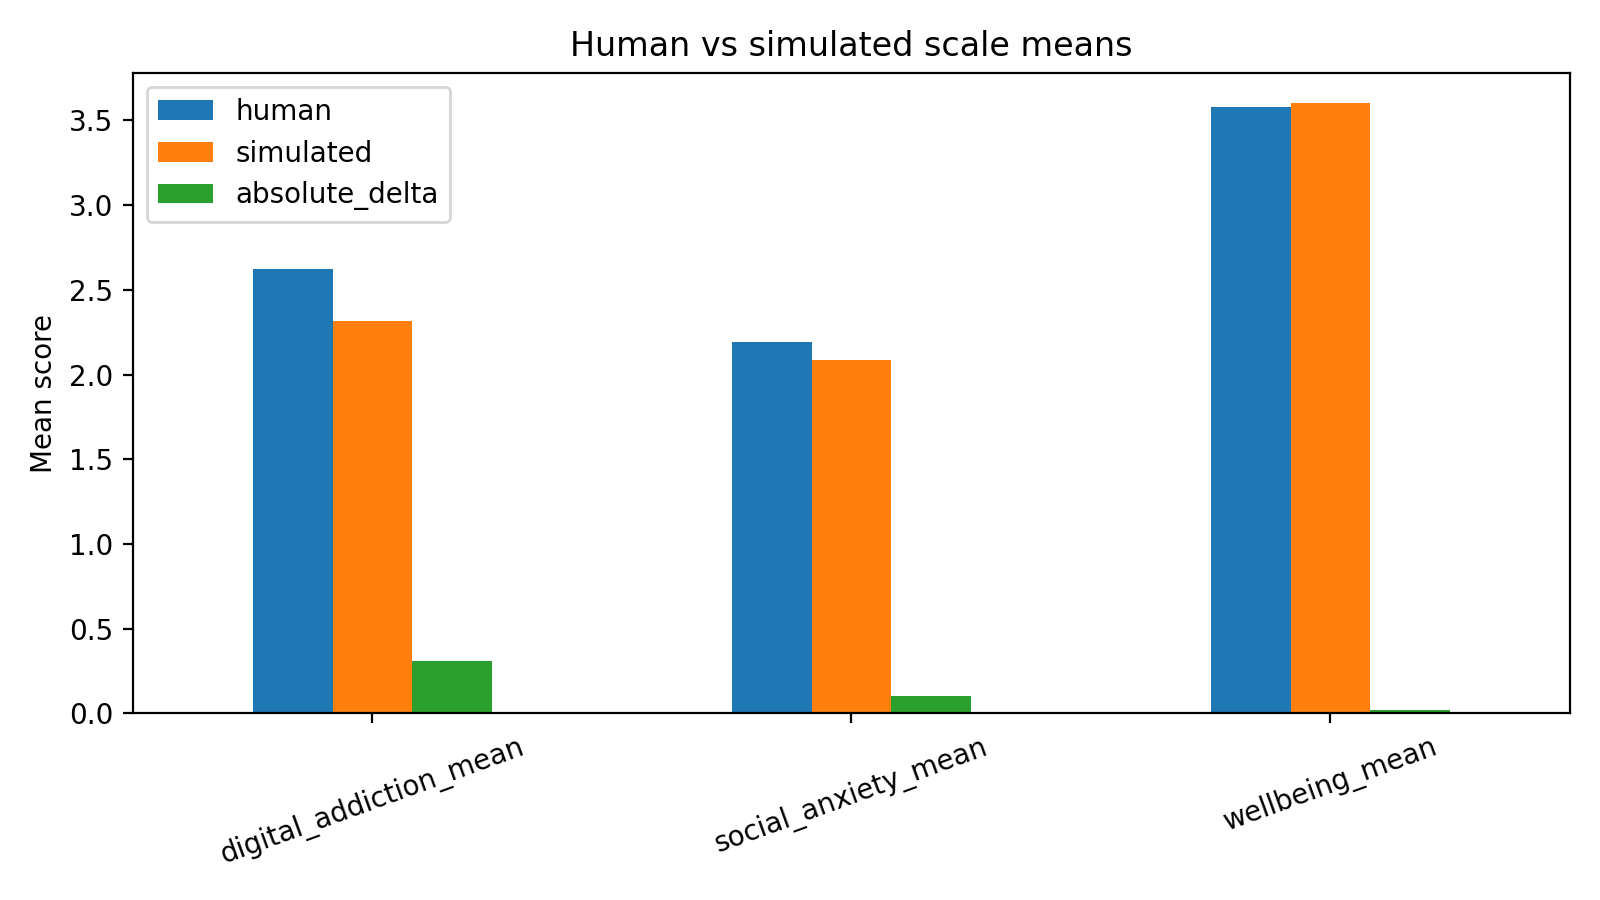 Human vs simulated scale means
human
simulated
absolute_delta
Mean score
3.5
3.0
2.5
2.0
1.5
1.0
0.5
0.0
digital_addiction_mean
social_anxiety_mean
wellbeing_mean